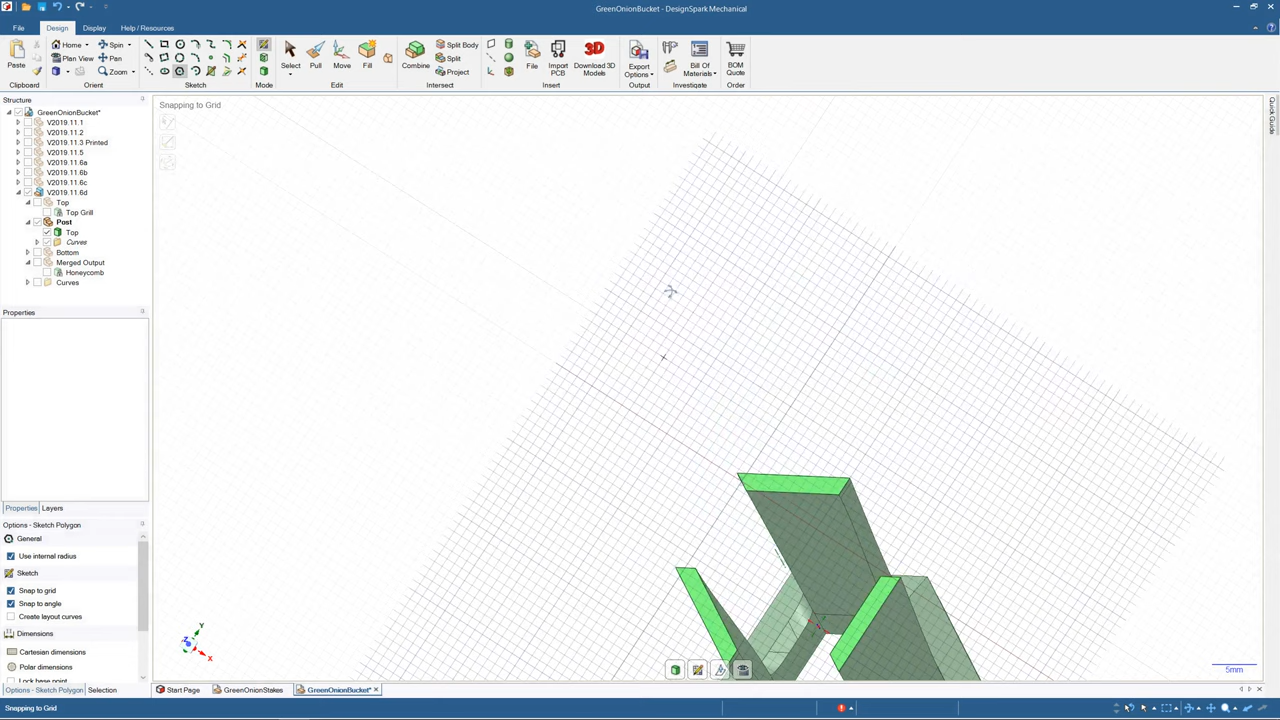 GreenOnionBucket - DesignSpark Mechanical
File Design Display Help / Resources
Paste
Home
Plan View
Spin
Pan
Zoom
Select Pull Move Fill
Combine
Split Body
Split
Project
File
Import PCB
Download 3D Models
Export Options
Bill Of Materials
BOM Quote
Clipboard Orient Sketch Mode Edit Intersect Insert Output Investigate Order
Structure
GreenOnionBucket*
V2019.11.1
V2019.11.2
V2019.11.3 Printed
V2019.11.5
V2019.11.6a
V2019.11.6b
V2019.11.6c
V2019.11.6d
Top
Top Grill
Post
Top
Curves
Bottom
Merged Output
Honeycomb
Curves
Properties
Properties Layers
Options - Sketch Polygon
General
Use internal radius
Sketch
Snap to grid
Snap to angle
Create layout curves
Dimensions
Cartesian dimensions
Polar dimensions
Lock base point
Options - Sketch Polygon Selection
Snapping to Grid
Quick Guide
Z
Y
X
5mm
Start Page GreenOnionStakes GreenOnionBucket*
Snapping to Grid